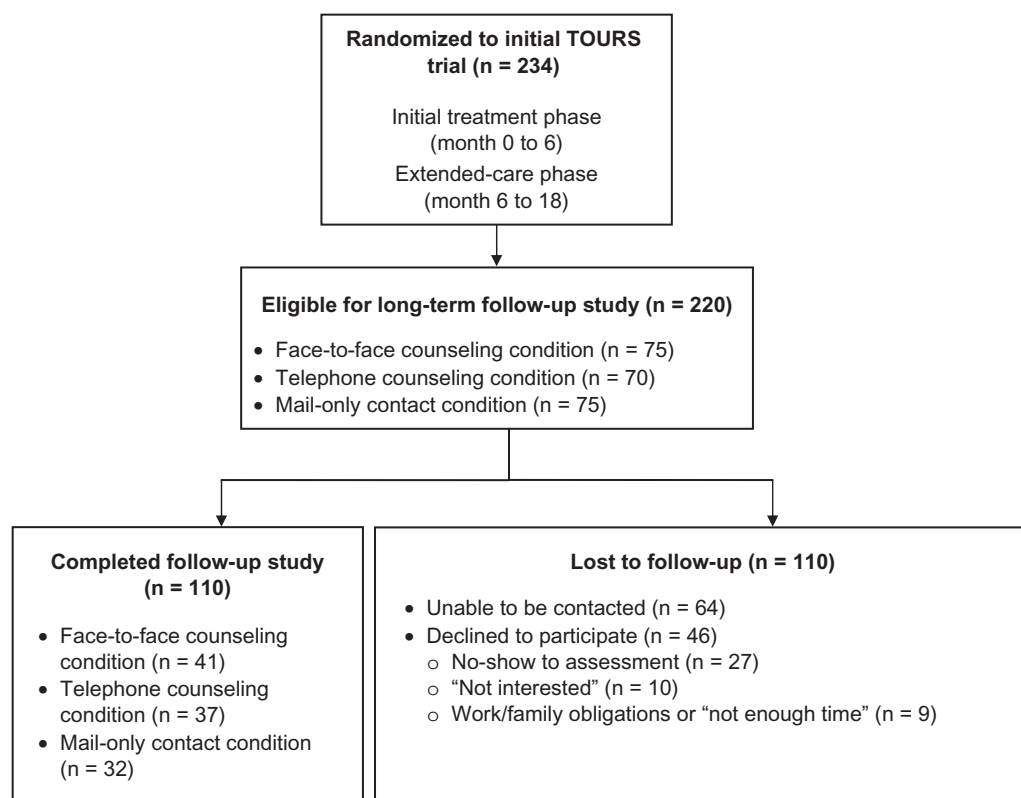 Randomized to initial TOURS
trial (n = 234)
Initial treatment phase
(month 0 to 6)
Extended-care phase
(month 6 to 18)
Eligible for long-term follow-up study (n = 220)
• Face-to-face counseling condition (n = 75)
• Telephone counseling condition (n = 70)
• Mail-only contact condition (n = 75)
Completed follow-up study
(n = 110)
• Face-to-face counseling
condition (n = 41)
• Telephone counseling
condition (n = 37)
• Mail-only contact condition
(n = 32)
Lost to follow-up (n = 110)
• Unable to be contacted (n = 64)
• Declined to participate (n = 46)
o No-show to assessment (n = 27)
o “Not interested” (n = 10)
o Work/family obligations or “not enough time” (n = 9)